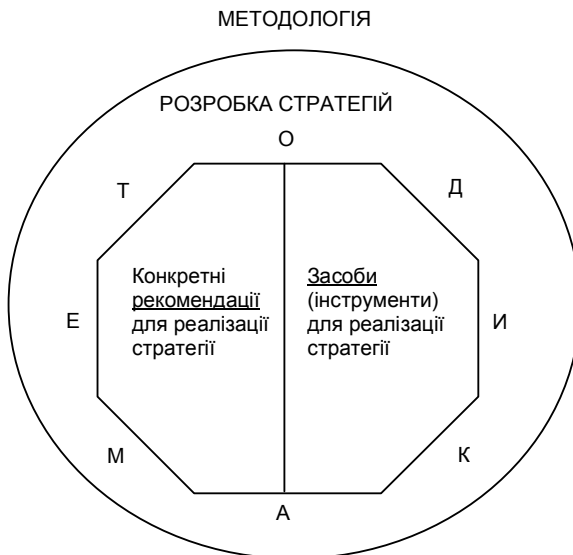 МЕТОДОЛОГІЯ
РОЗРОБКА СТРАТЕГІЙ
О
Т
Д
Конкретні
рекомендації
для реалізації
стратегії
Засоби
(інструменти)
для реалізації
стратегії
Е
И
М
К
А